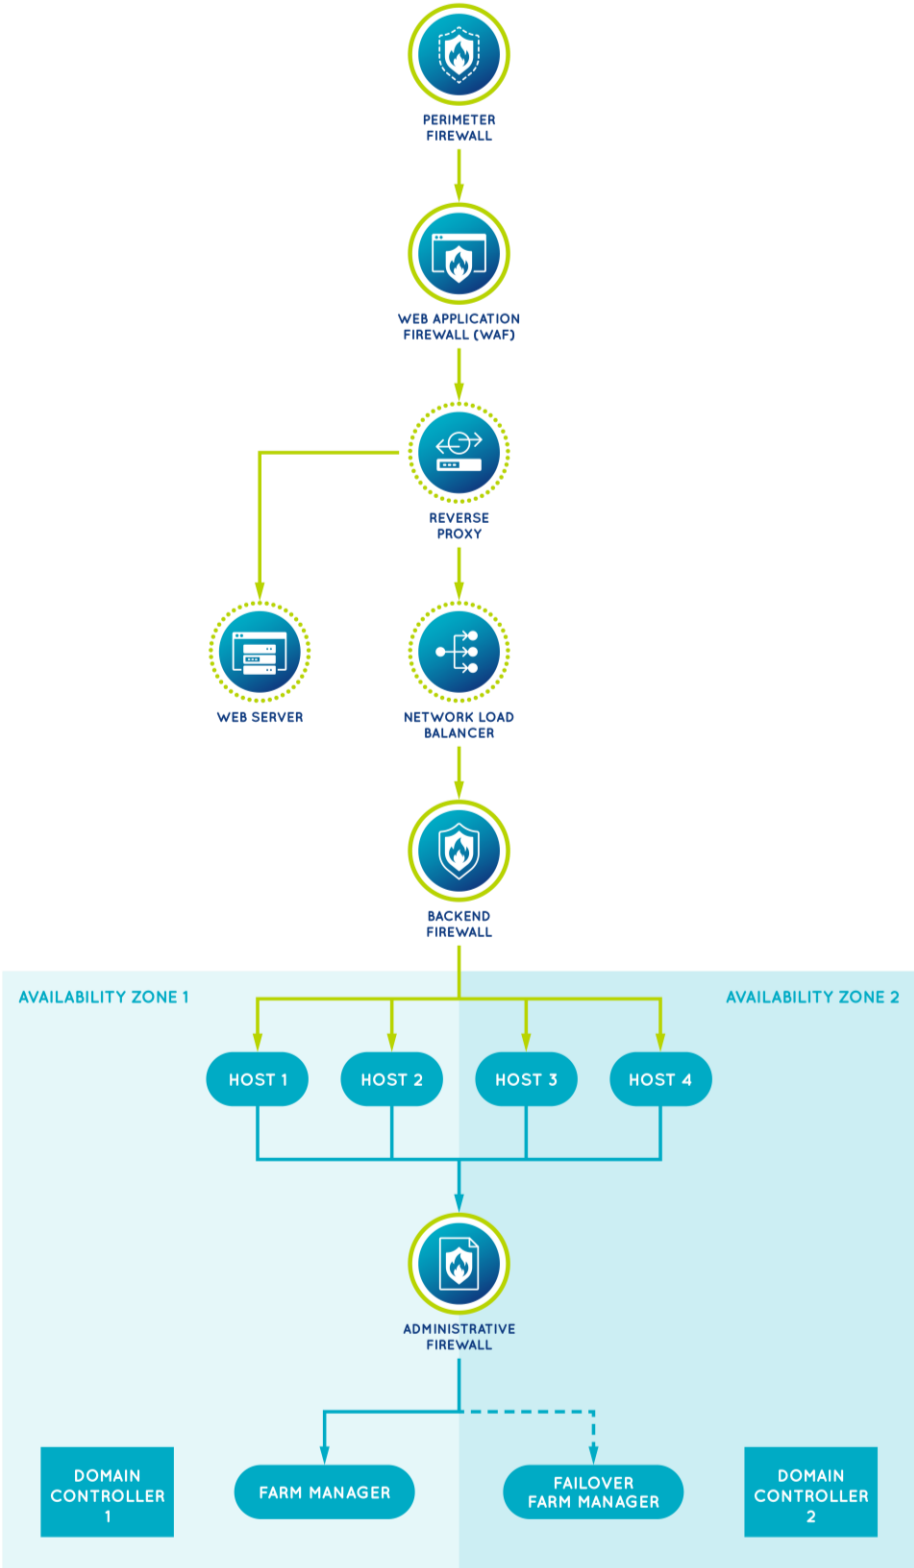 PERIMETER
FIREWALL
WEB APPLICATION
FIREWALL (WAF)
REVERSE
PROXY
WEB SERVER
NETWORK LOAD
BALANCER
BACKEND
FIREWALL
AVAILABILITY ZONE 1
AVAILABILITY ZONE 2
HOST 1
HOST 2
HOST 3
HOST 4
ADMINISTRATIVE
FIREWALL
DOMAIN
CONTROLLER
1
FARM MANAGER
FAILOVER
FARM MANAGER
DOMAIN
CONTROLLER
2